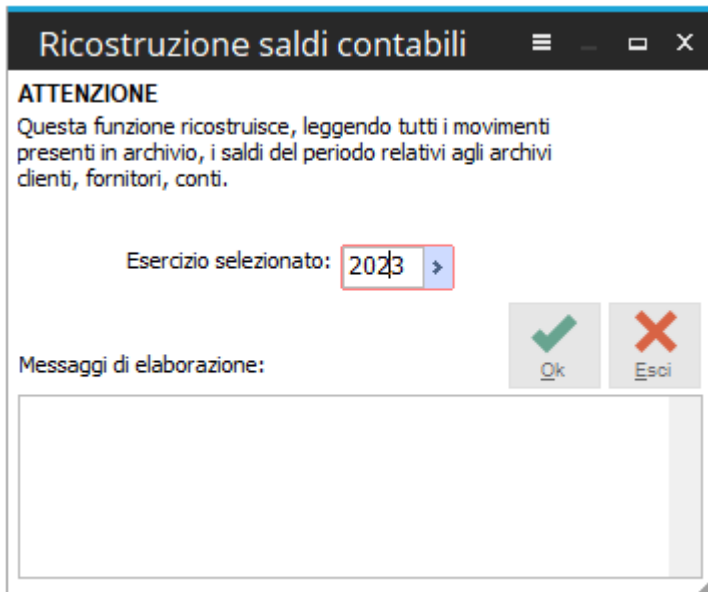 Ricostruzione saldi contabili
ATTENZIONE
Questa funzione ricostruisce, leggendo tutti i movimenti
presenti in archivio, i saldi del periodo relativi agli archivi
clienti, fornitori, conti.
Esercizio selezionato: 2023
Ok
Esci
Messaggi di elaborazione: